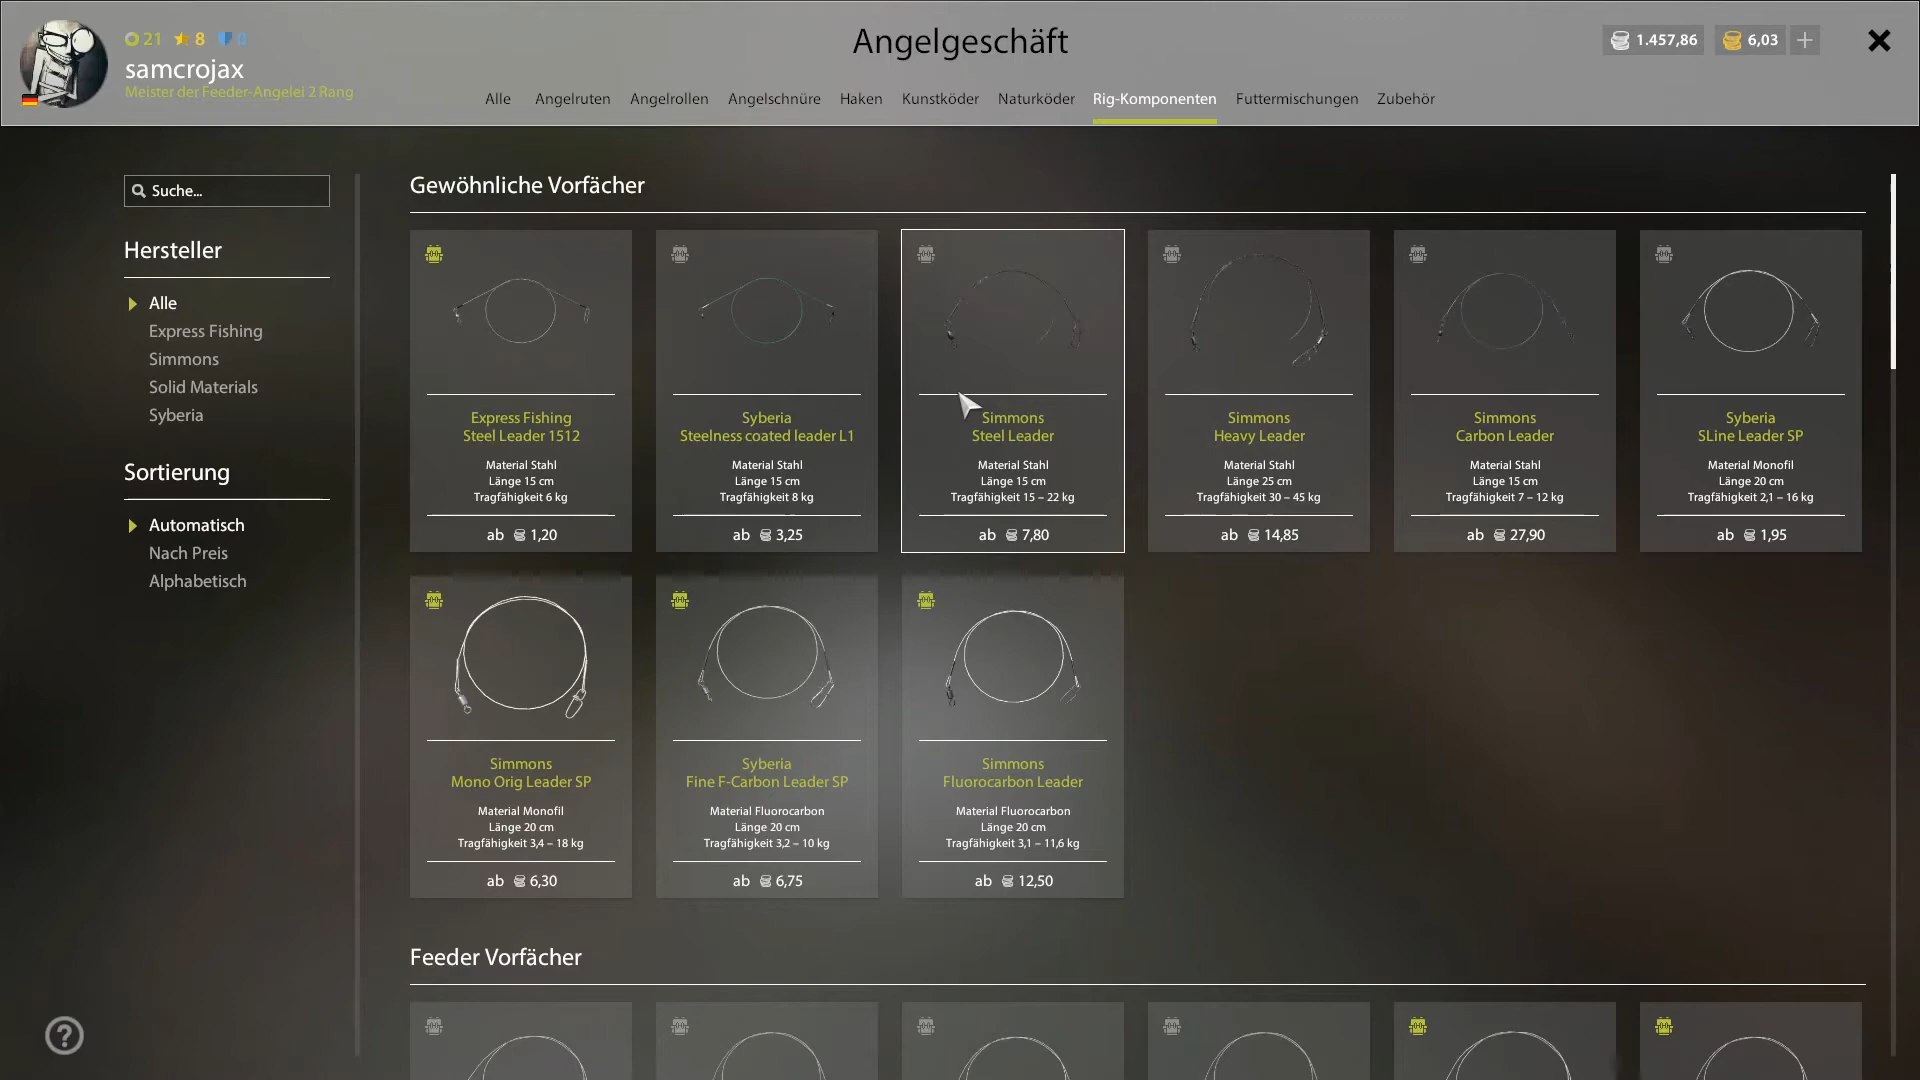 21 8
samcrojax
Meister der Feeder-Angelei 2 Rang
Angelgeschäft
1.457,86
6,03
Alle Angelruten Angelrollen Angelschnüre Haken Kunstköder Naturköder Rig-Komponenten Futtermischungen Zubehör
Suche...
Hersteller
Alle
Express Fishing
Simmons
Solid Materials
Syberia
Sortierung
Automatisch
Nach Preis
Alphabetisch
Gewöhnliche Vorfächer
Express Fishing
Steel Leader 1512
Material Stahl
Länge 15 cm
Tragfähigkeit 6 kg
ab 1,20
Syberia
Steelness coated leader L1
Material Stahl
Länge 15 cm
Tragfähigkeit 8 kg
ab 3,25
Simmons
Steel Leader
Material Stahl
Länge 15 cm
Tragfähigkeit 15 – 22 kg
ab 7,80
Simmons
Heavy Leader
Material Stahl
Länge 25 cm
Tragfähigkeit 30 – 45 kg
ab 14,85
Simmons
Carbon Leader
Material Stahl
Länge 15 cm
Tragfähigkeit 7 – 12 kg
ab 27,90
Syberia
SLine Leader SP
Material Monofil
Länge 20 cm
Tragfähigkeit 2,1 – 16 kg
ab 1,95
Simmons
Mono Orig Leader SP
Material Monofil
Länge 20 cm
Tragfähigkeit 3,4 – 18 kg
ab 6,30
Syberia
Fine F-Carbon Leader SP
Material Fluorocarbon
Länge 20 cm
Tragfähigkeit 3,2 – 10 kg
ab 6,75
Simmons
Fluorocarbon Leader
Material Fluorocarbon
Länge 20 cm
Tragfähigkeit 3,1 – 11,6 kg
ab 12,50
Feeder Vorfächer
?